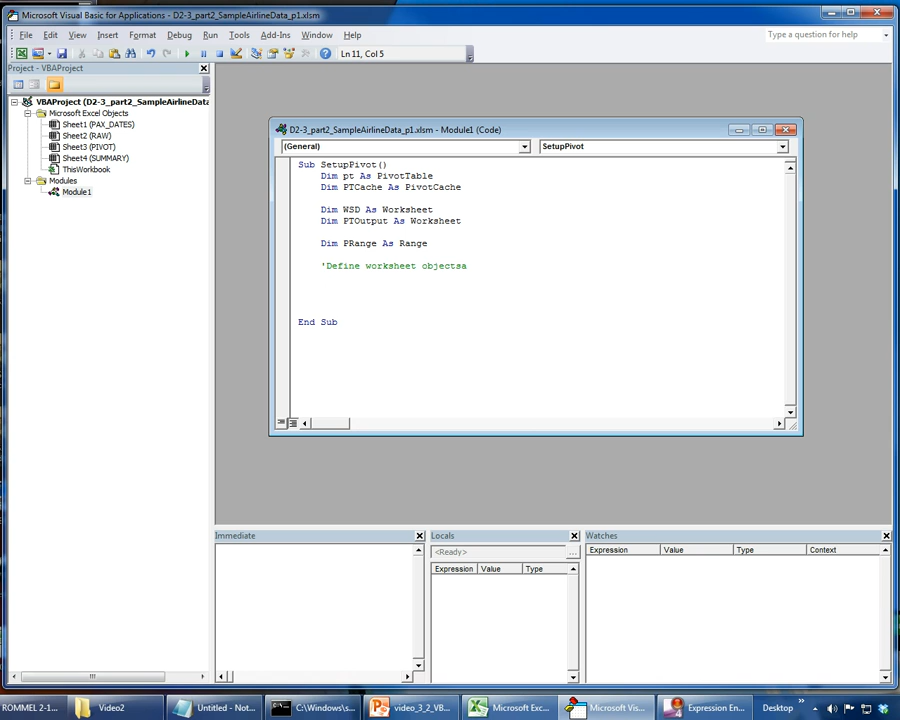 Microsoft Visual Basic for Applications - D2-3_part2_SampleAirlineData_p1.xlsm
File Edit View Insert Format Debug Run Tools Add-Ins Window Help
Type a question for help
Ln 11, Col 5
Project - VBAProject
VBAProject (D2-3_part2_SampleAirlineData
Microsoft Excel Objects
Sheet1 (PAX_DATES)
Sheet2 (RAW)
Sheet3 (PIVOT)
Sheet4 (SUMMARY)
ThisWorkbook
Modules
Module1
D2-3_part2_SampleAirlineData_p1.xlsm - Module1 (Code)
(General) SetupPivot
Sub SetupPivot()
Dim pt As PivotTable
Dim PTCache As PivotCache
Dim WSD As Worksheet
Dim PTOutput As Worksheet
Dim PRange As Range
'Define worksheet objectsa
End Sub
Immediate
Locals
<Ready> ...
Expression Value Type
Watches
Expression Value Type Context
ROMMEL 2-1... Video2 Untitled - Not... C:\Windows\s... video_3_2_VB... Microsoft Exc... Microsoft Vis... Expression En... Desktop